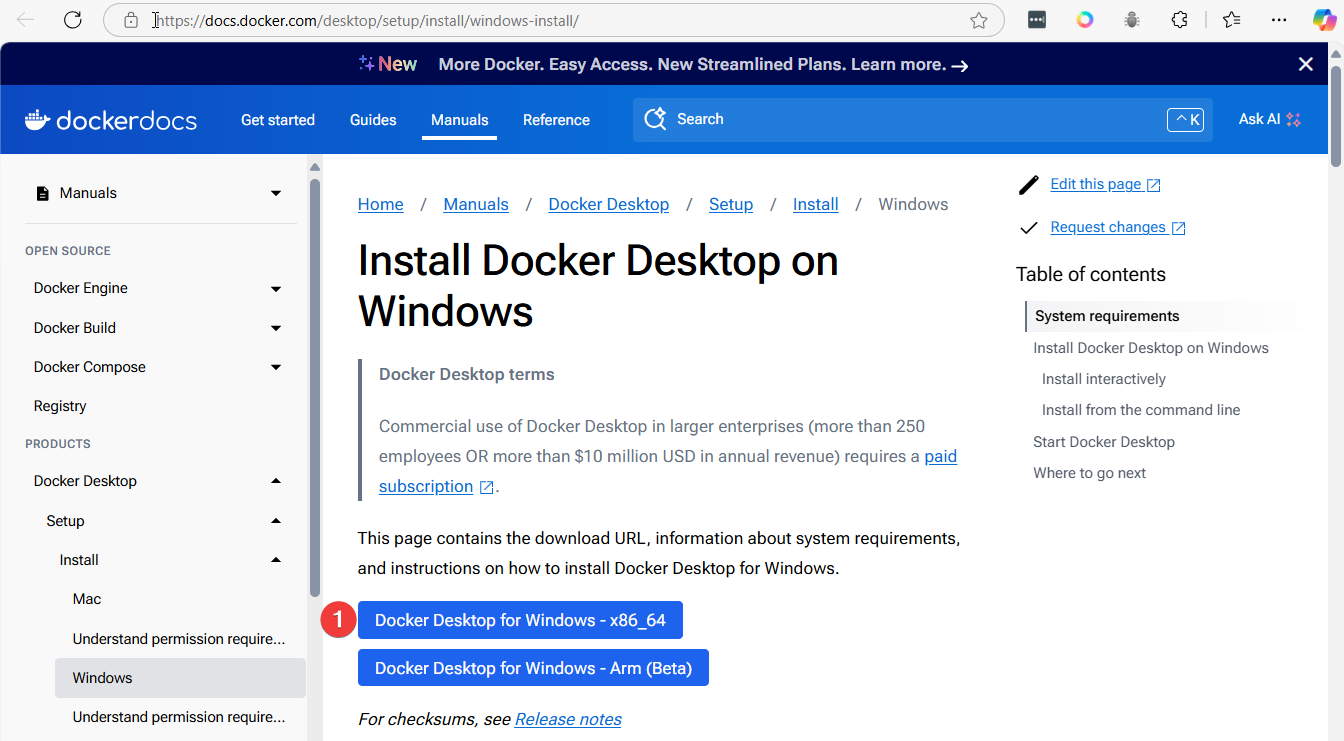 https://docs.docker.com/desktop/setup/install/windows-install/
New More Docker. Easy Access. New Streamlined Plans. Learn more.
dockerdocs
Get started
Guides
Manuals
Reference
Search
^ K
Ask AI
Manuals
OPEN SOURCE
Docker Engine
Docker Build
Docker Compose
Registry
PRODUCTS
Docker Desktop
Setup
Install
Mac
Understand permission require...
Windows
Understand permission require...
Home / Manuals / Docker Desktop / Setup / Install / Windows
Install Docker Desktop on
Windows
Docker Desktop terms
Commercial use of Docker Desktop in larger enterprises (more than 250
employees OR more than $10 million USD in annual revenue) requires a paid
subscription .
This page contains the download URL, information about system requirements,
and instructions on how to install Docker Desktop for Windows.
1
Docker Desktop for Windows - x86_64
Docker Desktop for Windows - Arm (Beta)
For checksums, see Release notes
Edit this page
Request changes
Table of contents
System requirements
Install Docker Desktop on Windows
Install interactively
Install from the command line
Start Docker Desktop
Where to go next